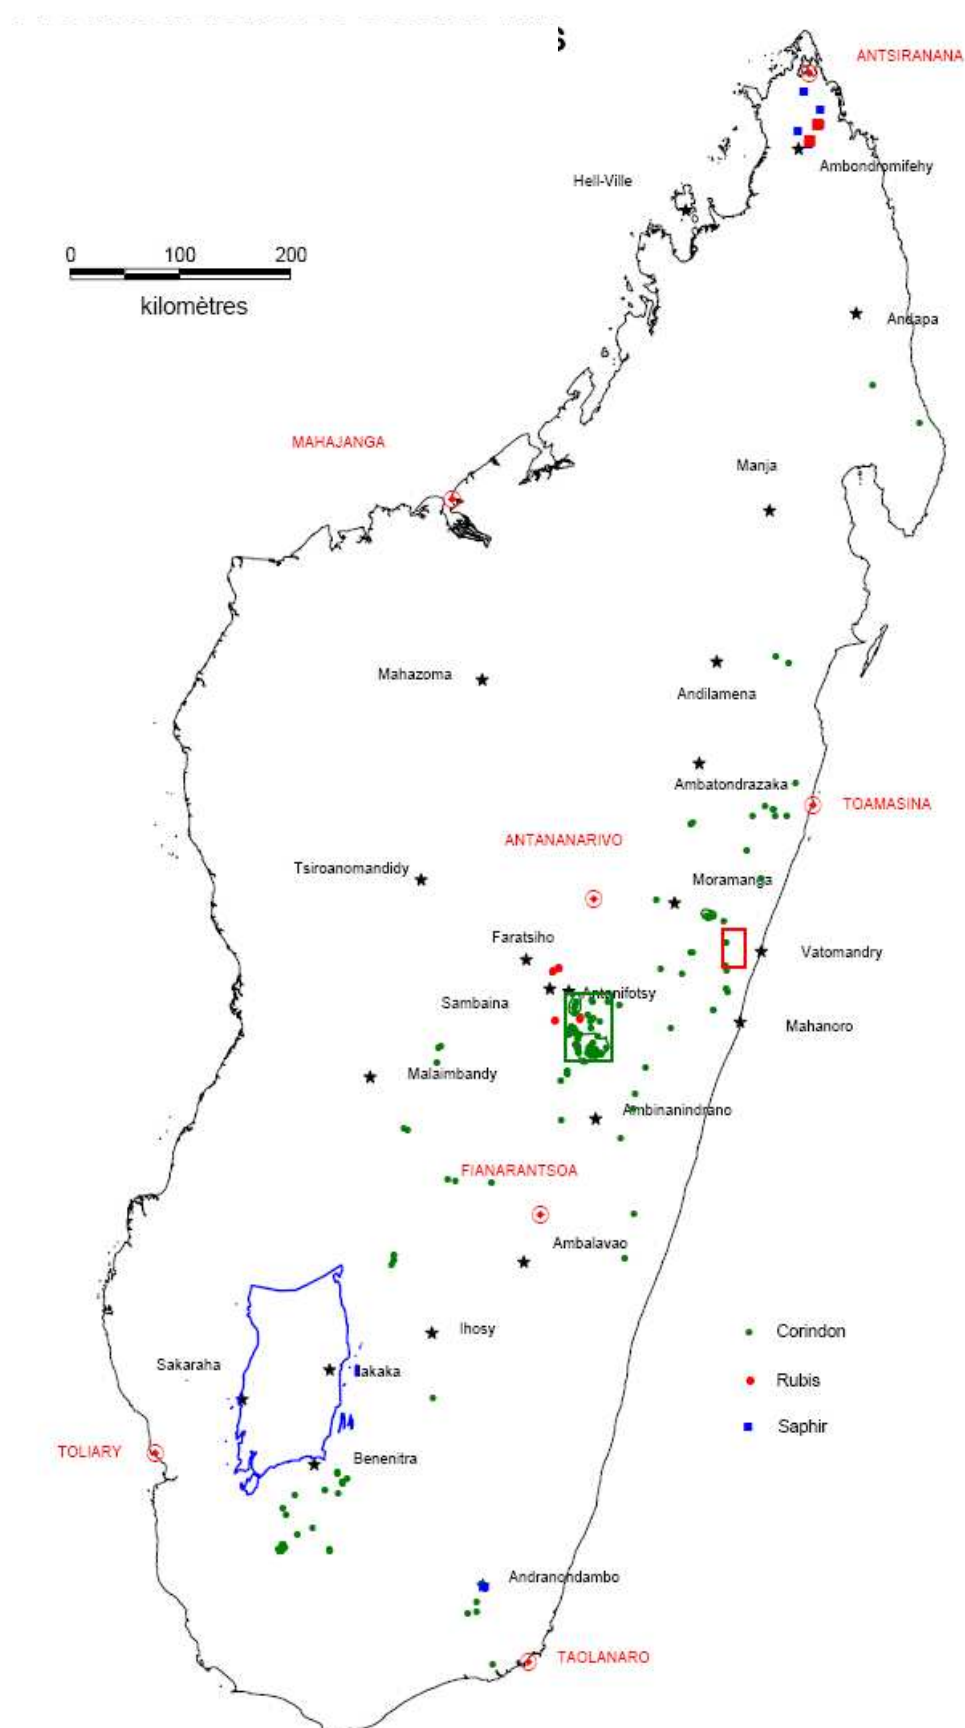 S
ANTSIRANANA
Ambondromifehy
Hell-Ville
0 100 200
kilomètres
Andapa
MAHAJANGA
Manja
Mahazoma
Andilamena
Ambatondrazaka
TOAMASINA
ANTANANARIVO
Tsiroanomandidy
Moramanga
Faratsiho
Vatomandry
Antanifotsy
Sambaina
Mahanoro
Malaimbandy
Ambinanindrano
FIANARANTSOA
Ambalavao
Ihosy
Corindon
Sakaraha
Ilakaka
Rubis
Saphir
TOLIARY
Benenitra
Andranondambo
TAOLANARO